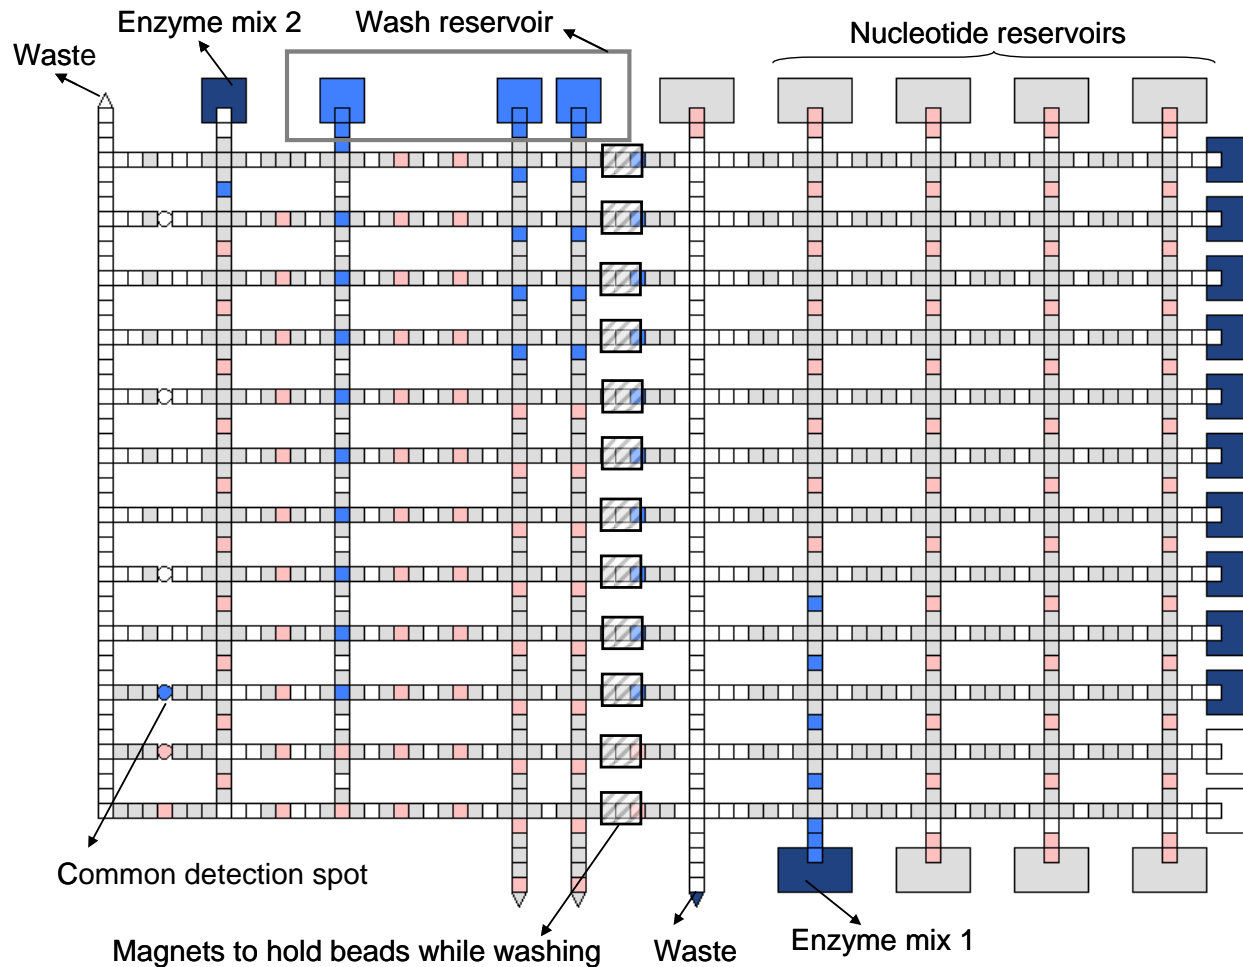 Enzyme mix 2
Wash reservoir
Nucleotide reservoirs
Waste
Common detection spot
Magnets to hold beads while washing
Waste
Enzyme mix 1